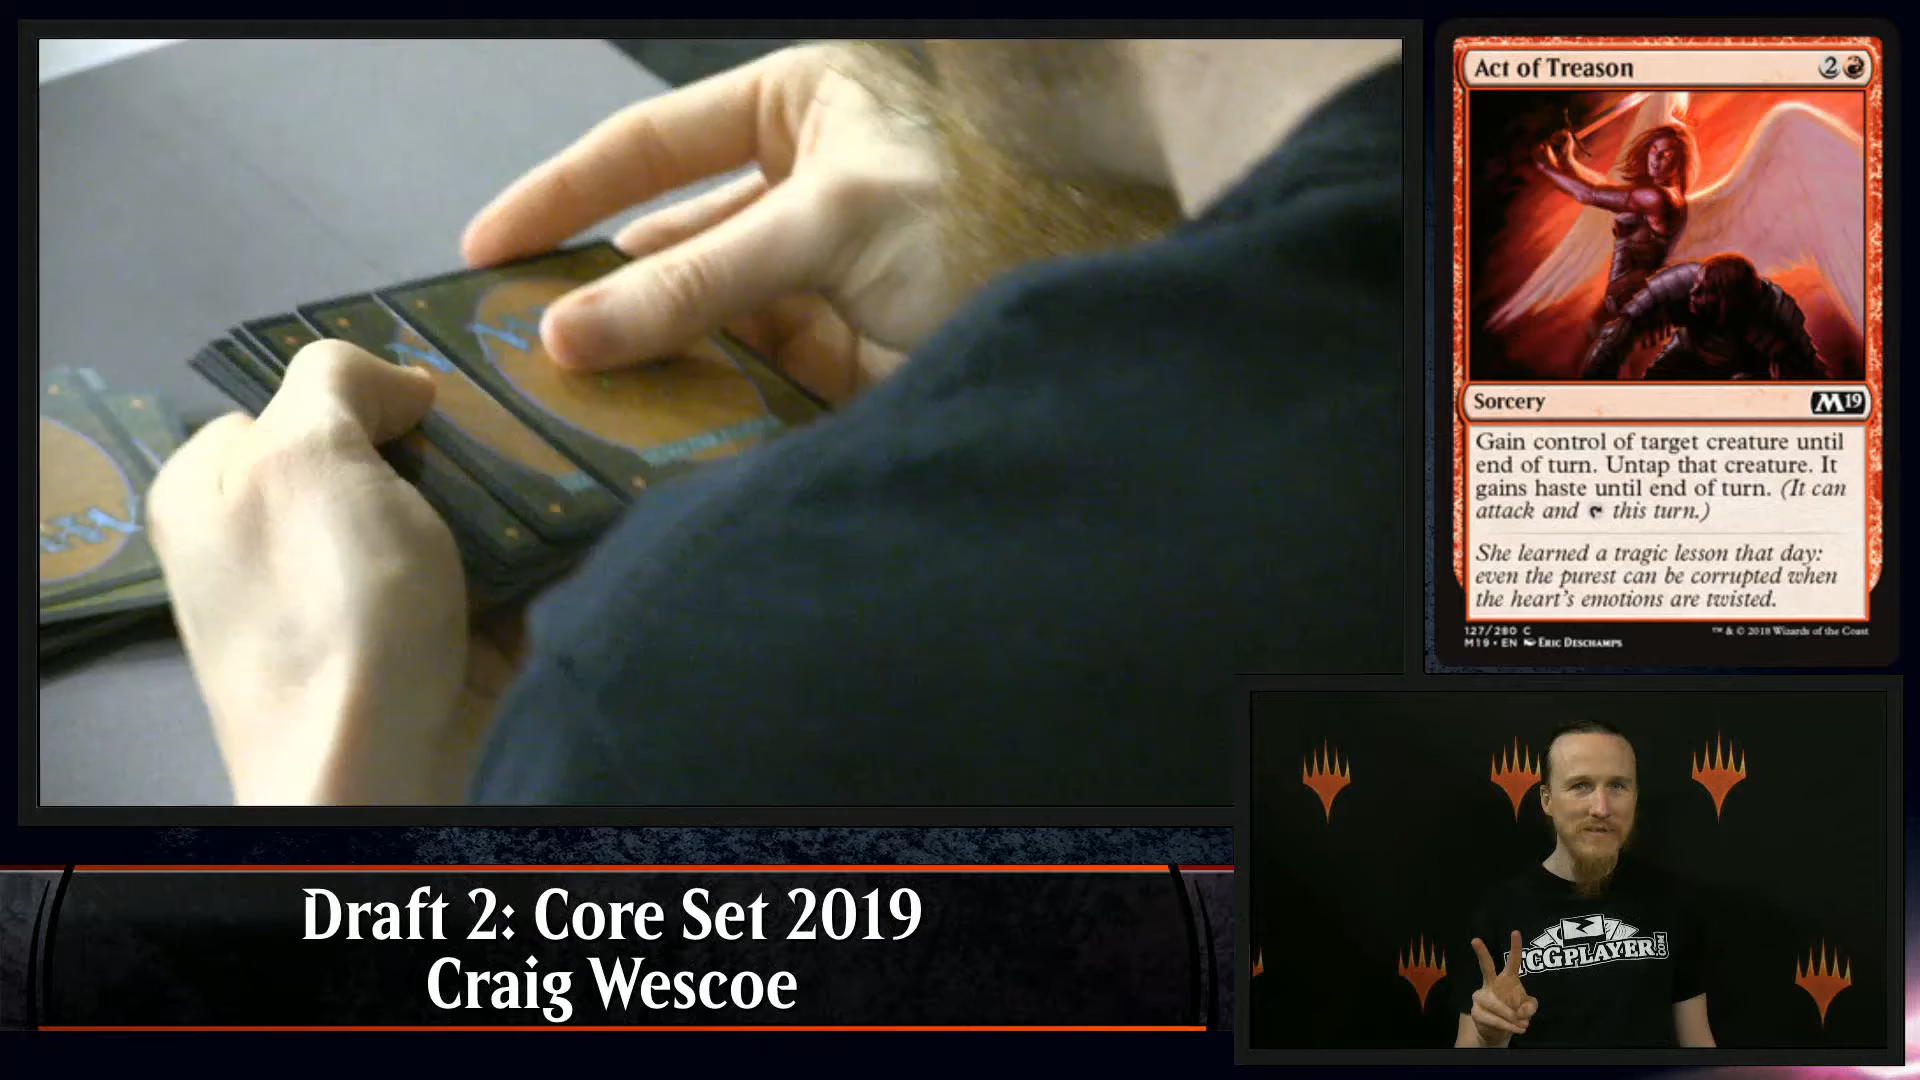 Act of Treason 2
Sorcery M19
Gain control of target creature until
end of turn. Untap that creature. It
gains haste until end of turn. (It can
attack and this turn.)
She learned a tragic lesson that day:
even the purest can be corrupted when
the heart's emotions are twisted.
127/280 C
M19 • EN Eric Deschamps
™ & © 2018 Wizards of the Coast
Draft 2: Core Set 2019
Craig Wescoe
TCGPLAYER.COM